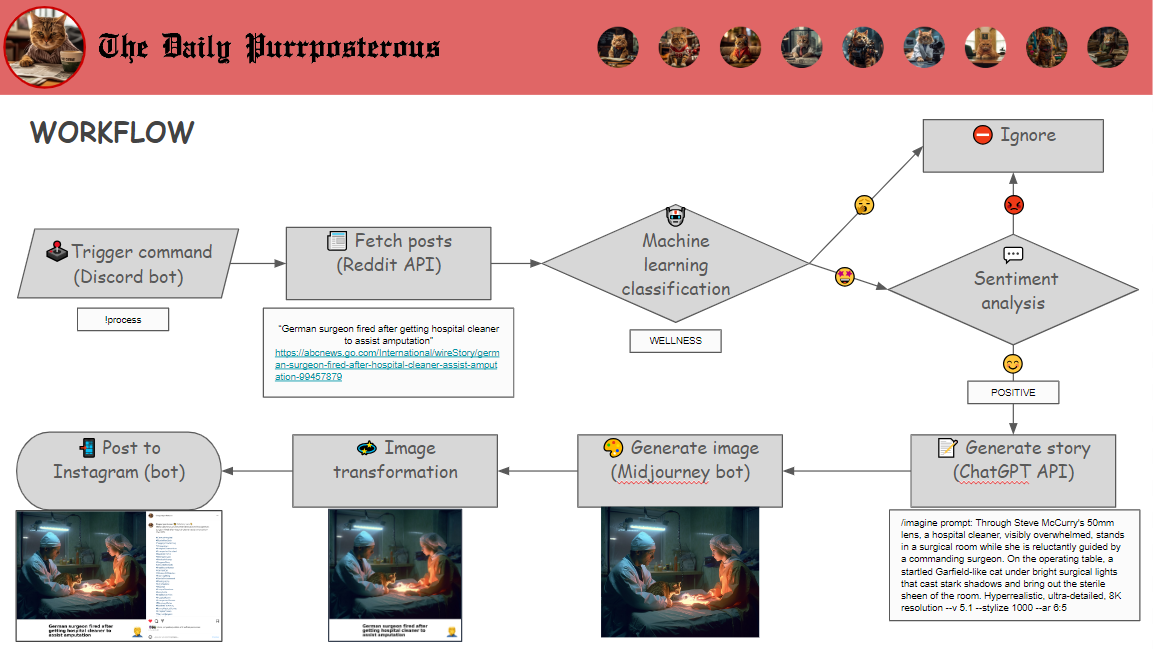 The Daily Purrposterous
WORKFLOW
Ignore
Trigger command
(Discord bot)
!process
Fetch posts
(Reddit API)
"German surgeon fired after getting hospital cleaner
to assist amputation"
https://abcnews.go.com/International/wireStory/germ
an-surgeon-fired-after-hospital-cleaner-assist-amput
ation-99457879
Machine
learning
classification
WELLNESS
Sentiment
analysis
POSITIVE
Generate story
(ChatGPT API)
/imagine prompt: Through Steve McCurry's 50mm
lens, a hospital cleaner, visibly overwhelmed, stands
in a surgical room while she is reluctantly guided by
a commanding surgeon. On the operating table, a
startled Garfield-like cat under bright surgical lights
that cast stark shadows and bring out the sterile
sheen of the room. Hyperrealistic, ultra-detailed, 8K
resolution --v 5.1 --stylize 1000 --ar 6:5
Generate image
(Midjourney bot)
Image
transformation
German surgeon fired after
getting hospital cleaner to
assist amputation
Post to
Instagram (bot)
German surgeon fired after
getting hospital cleaner to
assist amputation